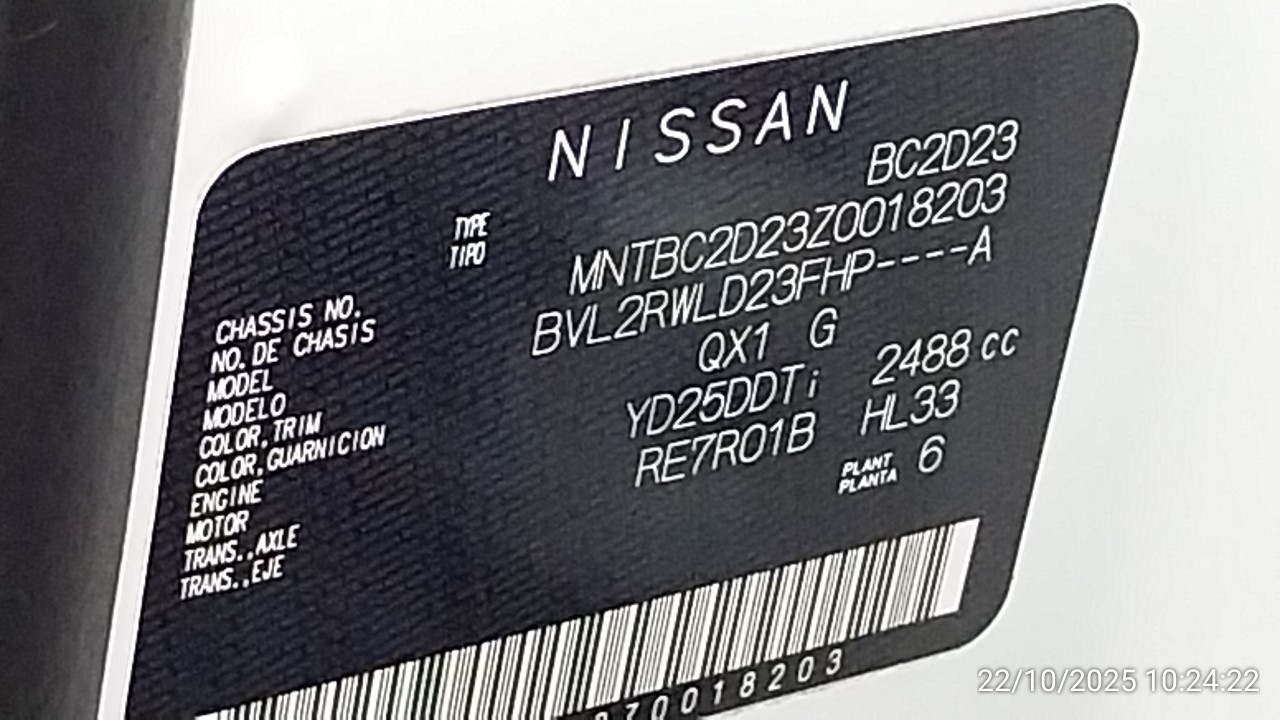 NISSAN
TYPE BC2D23
TIPO
CHASSIS NO. MNTBC2D23Z0018203
NO. DE CHASIS
MODEL BVL2RWLD23FHP----A
MODELO
COLOR.TRIM QX1 G
COLOR.GUARNICION
ENGINE YD25DDTi 2488 cc
MOTOR
TRANS..AXLE RE7R01B HL33
TRANS..EJE
PLANT 6
PLANTA
Z0018203
22/10/2025 10:24:22